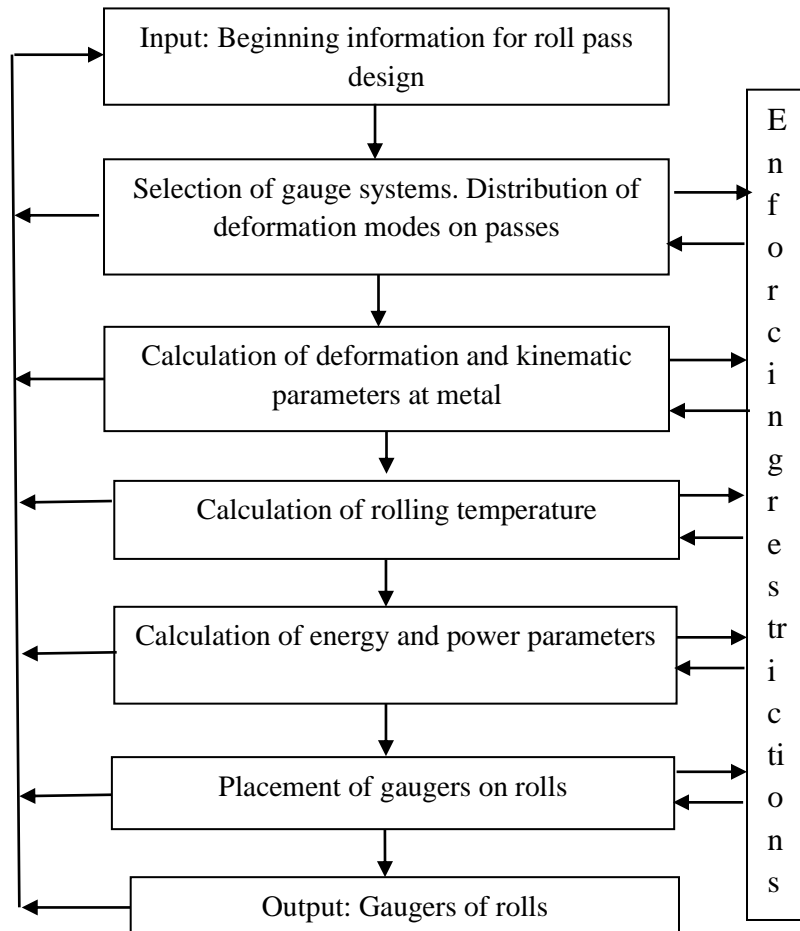 Input: Beginning information for roll pass
design
Selection of gauge systems. Distribution of
deformation modes on passes
Calculation of deformation and kinematic
parameters at metal
Calculation of rolling temperature
Calculation of energy and power parameters
Placement of gaugers on rolls
Output: Gaugers of rolls
E
n
f
o
r
c
i
n
g
r
e
s
tr
i
c
ti
o
n
s